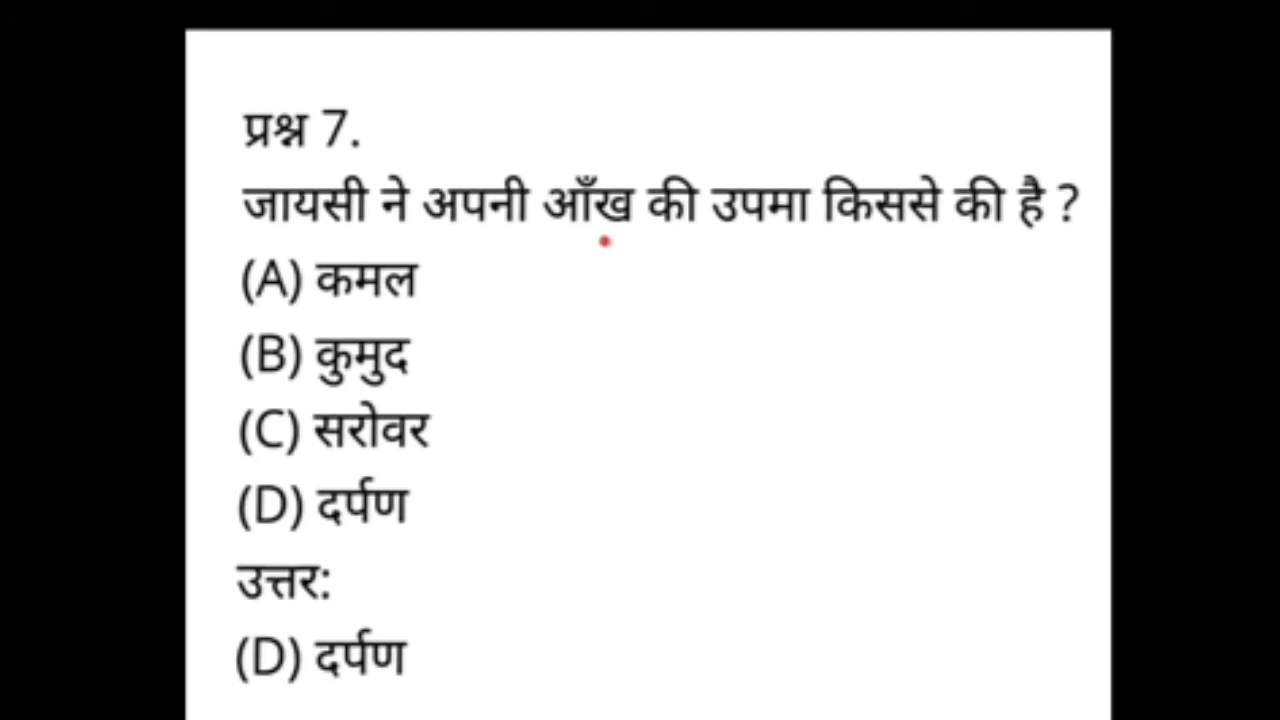 प्रश्न 7.
जायसी ने अपनी आँख की उपमा किससे की है ?
(A) कमल
(B) कुमुद
(C) सरोवर
(D) दर्पण
उत्तर:
(D) दर्पण